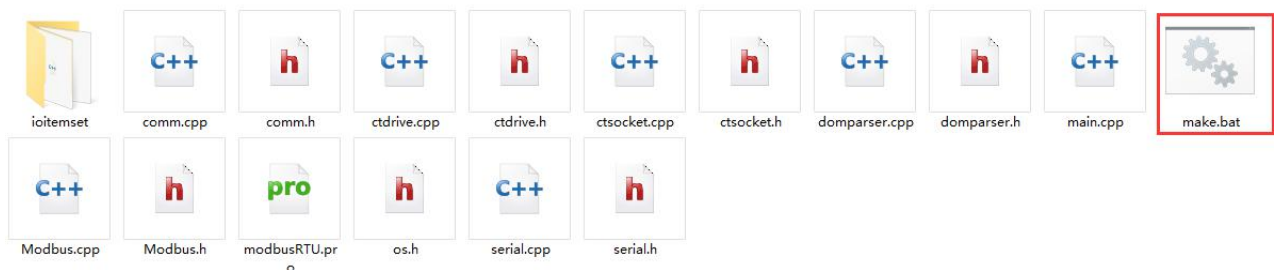 C++ h C++ h C++ h C++ h C++
ioitemset comm.cpp comm.h ctdrive.cpp ctdrive.h ctsocket.cpp ctsocket.h domparser.cpp domparser.h main.cpp make.bat
C++ h pro h C++ h
Modbus.cpp Modbus.h modbusRTU.pr os.h serial.cpp serial.h
o